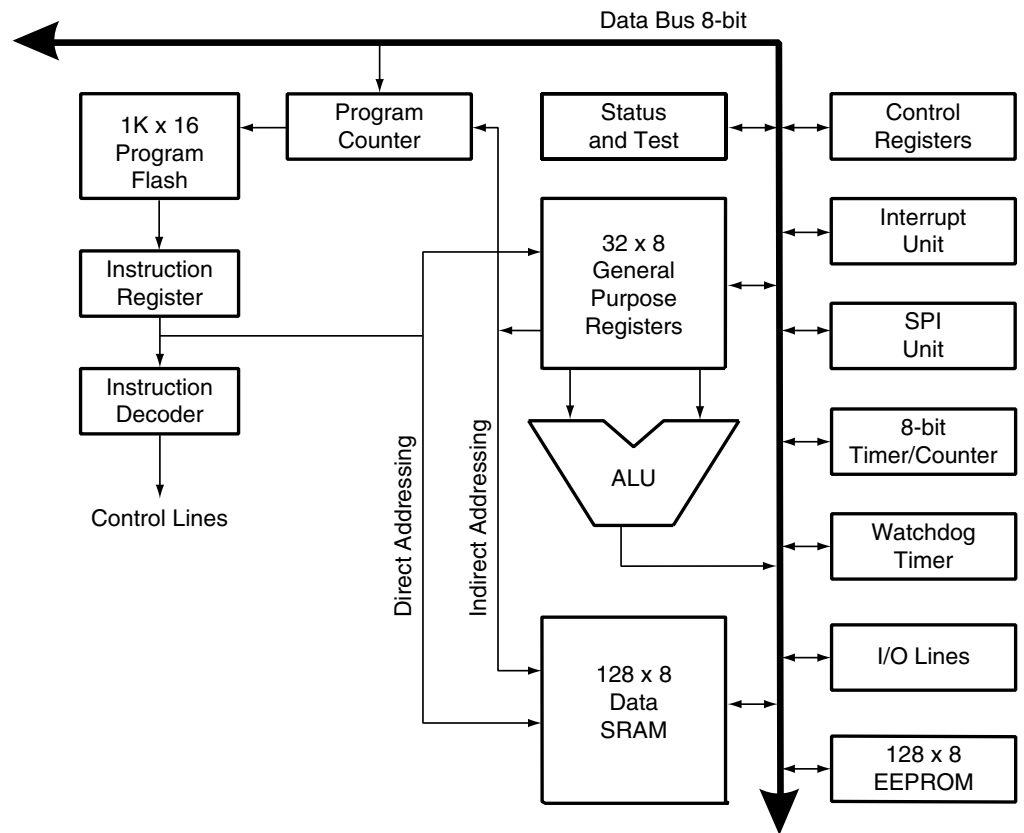 Data Bus 8-bit
1K x 16
Program
Flash
Program
Counter
Status
and Test
Control
Registers
Instruction
Register
32 x 8
General
Purpose
Registers
Interrupt
Unit
SPI
Unit
Instruction
Decoder
Control Lines
Direct Addressing
Indirect Addressing
ALU
8-bit
Timer/Counter
Watchdog
Timer
128 x 8
Data
SRAM
I/O Lines
128 x 8
EEPROM